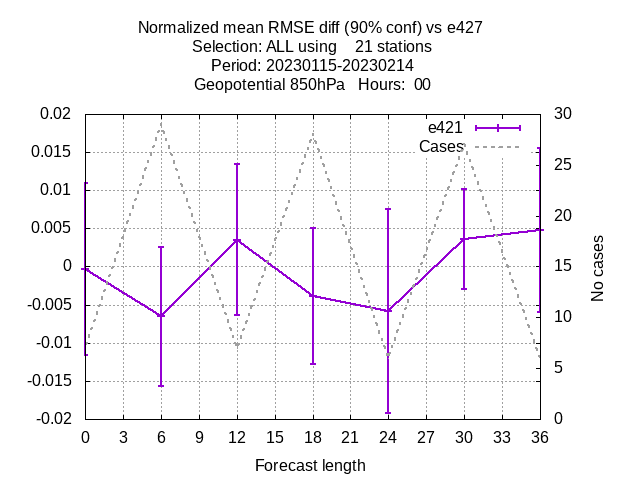 Normalized mean RMSE diff (90% conf) vs e427
Selection: ALL using    21 stations
Period: 20230115-20230214
Geopotential 850hPa   Hours:  00
0.02
0.015
0.01
0.005
0
-0.005
-0.01
-0.015
-0.02
30
25
20
15
10
5
0
e421
Cases
No cases
0 3 6 9 12 15 18 21 24 27 30 33 36
Forecast length